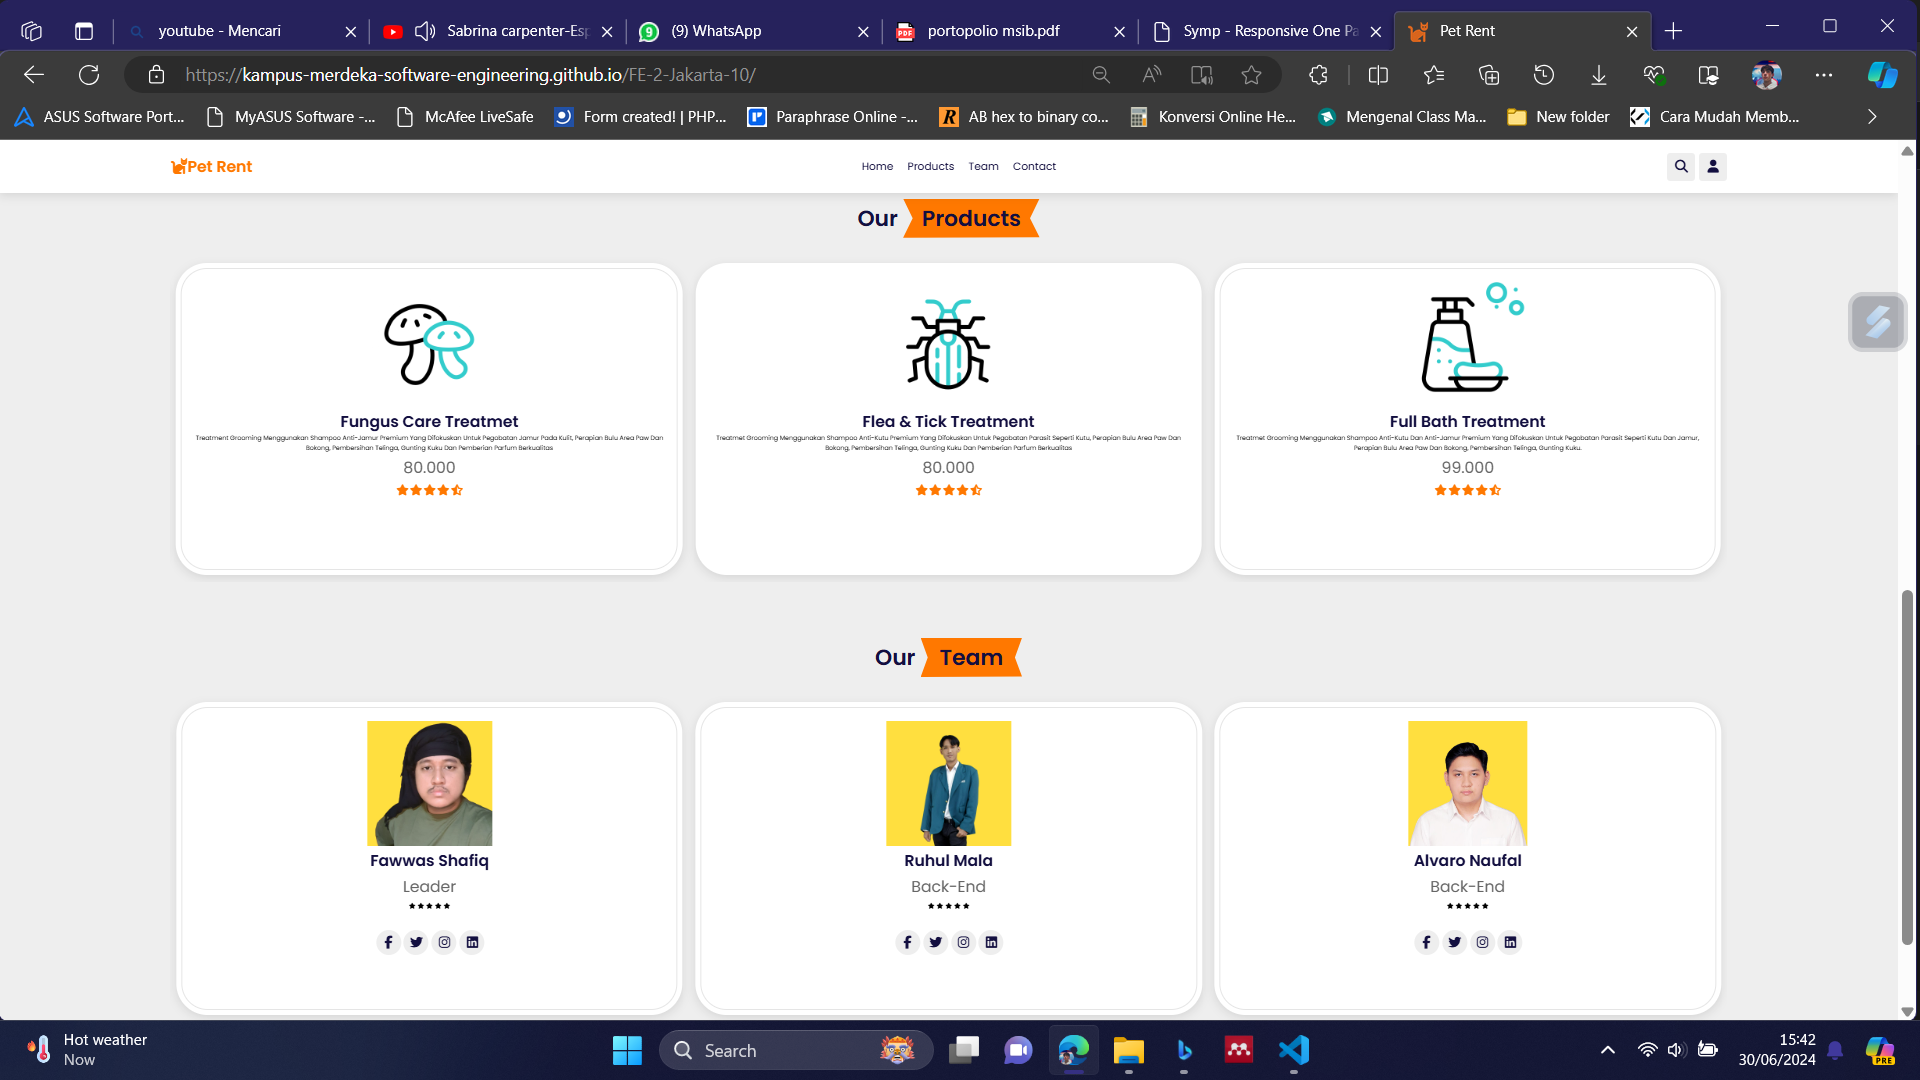 youtube - Mencari
Sabrina carpenter-Esp
(9) WhatsApp
portopolio msib.pdf
Symp - Responsive One Pa
Pet Rent
https://kampus-merdeka-software-engineering.github.io/FE-2-Jakarta-10/
ASUS Software Port...
MyASUS Software -...
McAfee LiveSafe
Form created! | PHP...
Paraphrase Online -...
AB hex to binary co...
Konversi Online He...
Mengenal Class Ma...
New folder
Cara Mudah Memb...
Pet Rent
Home
Products
Team
Contact
Our Products
Fungus Care Treatmet
Treatment Grooming Menggunakan Shampoo Anti-Jamur Premium Yang Difokuskan Untuk Pegobatan Jamur Pada Kulit, Perapian Bulu Area Paw Dan
Bokong, Pembersihan Telinga, Gunting Kuku Dan Pemberian Parfum Berkualitas
80.000
Flea & Tick Treatment
Treatmet Grooming Menggunakan Shampoo Anti-Kutu Premium Yang Difokuskan Untuk Pegobatan Parasit Seperti Kutu, Perapian Bulu Area Paw Dan
Bokong, Pembersihan Telinga, Gunting Kuku Dan Pemberian Parfum Berkualitas
80.000
Full Bath Treatment
Treatmet Grooming Menggunakan Shampoo Anti-Kutu Dan Anti-Jamur Premium Yang Difokuskan Untuk Pegobatan Parasit Seperti Kutu Dan Jamur,
Perapian Bulu Area Paw Dan Bokong, Pembersihan Telinga, Gunting Kuku.
99.000
Our Team
Fawwas Shafiq
Leader
Ruhul Mala
Back-End
Alvaro Naufal
Back-End
Hot weather
Now
Search
15:42
30/06/2024
PRE